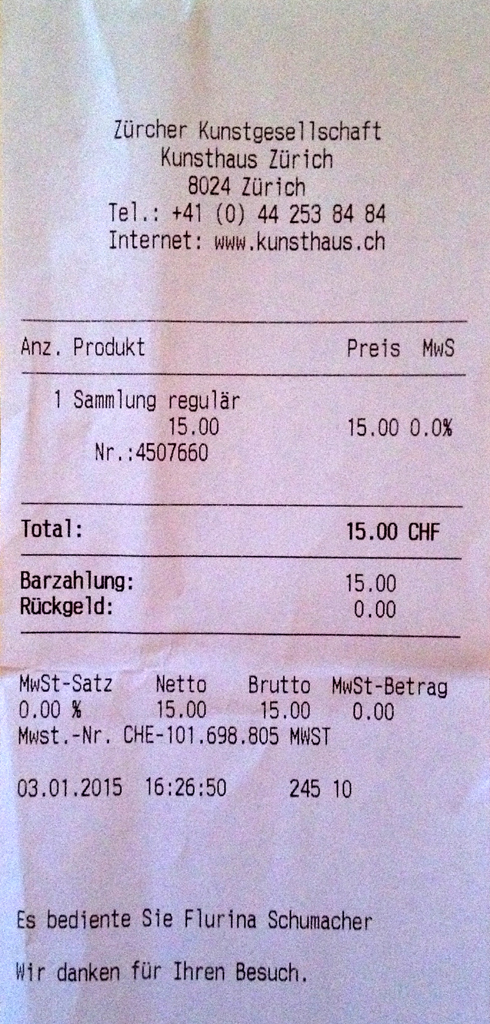 Zürcher Kunstgesellschaft
Kunsthaus Zürich
8024 Zürich
Tel.: +41 (0) 44 253 84 84
Internet: www.kunsthaus.ch
Anz. Produkt Preis MwS
1 Sammlung regulär
15.00 15.00 0.0%
Nr.:4507660
Total: 15.00 CHF
Barzahlung: 15.00
Rückgeld: 0.00
MwSt-Satz Netto Brutto MwSt-Betrag
0.00 % 15.00 15.00 0.00
Mwst.-Nr. CHE-101.698.805 MWST
03.01.2015 16:26:50 245 10
Es bediente Sie Flurina Schumacher
Wir danken für Ihren Besuch.